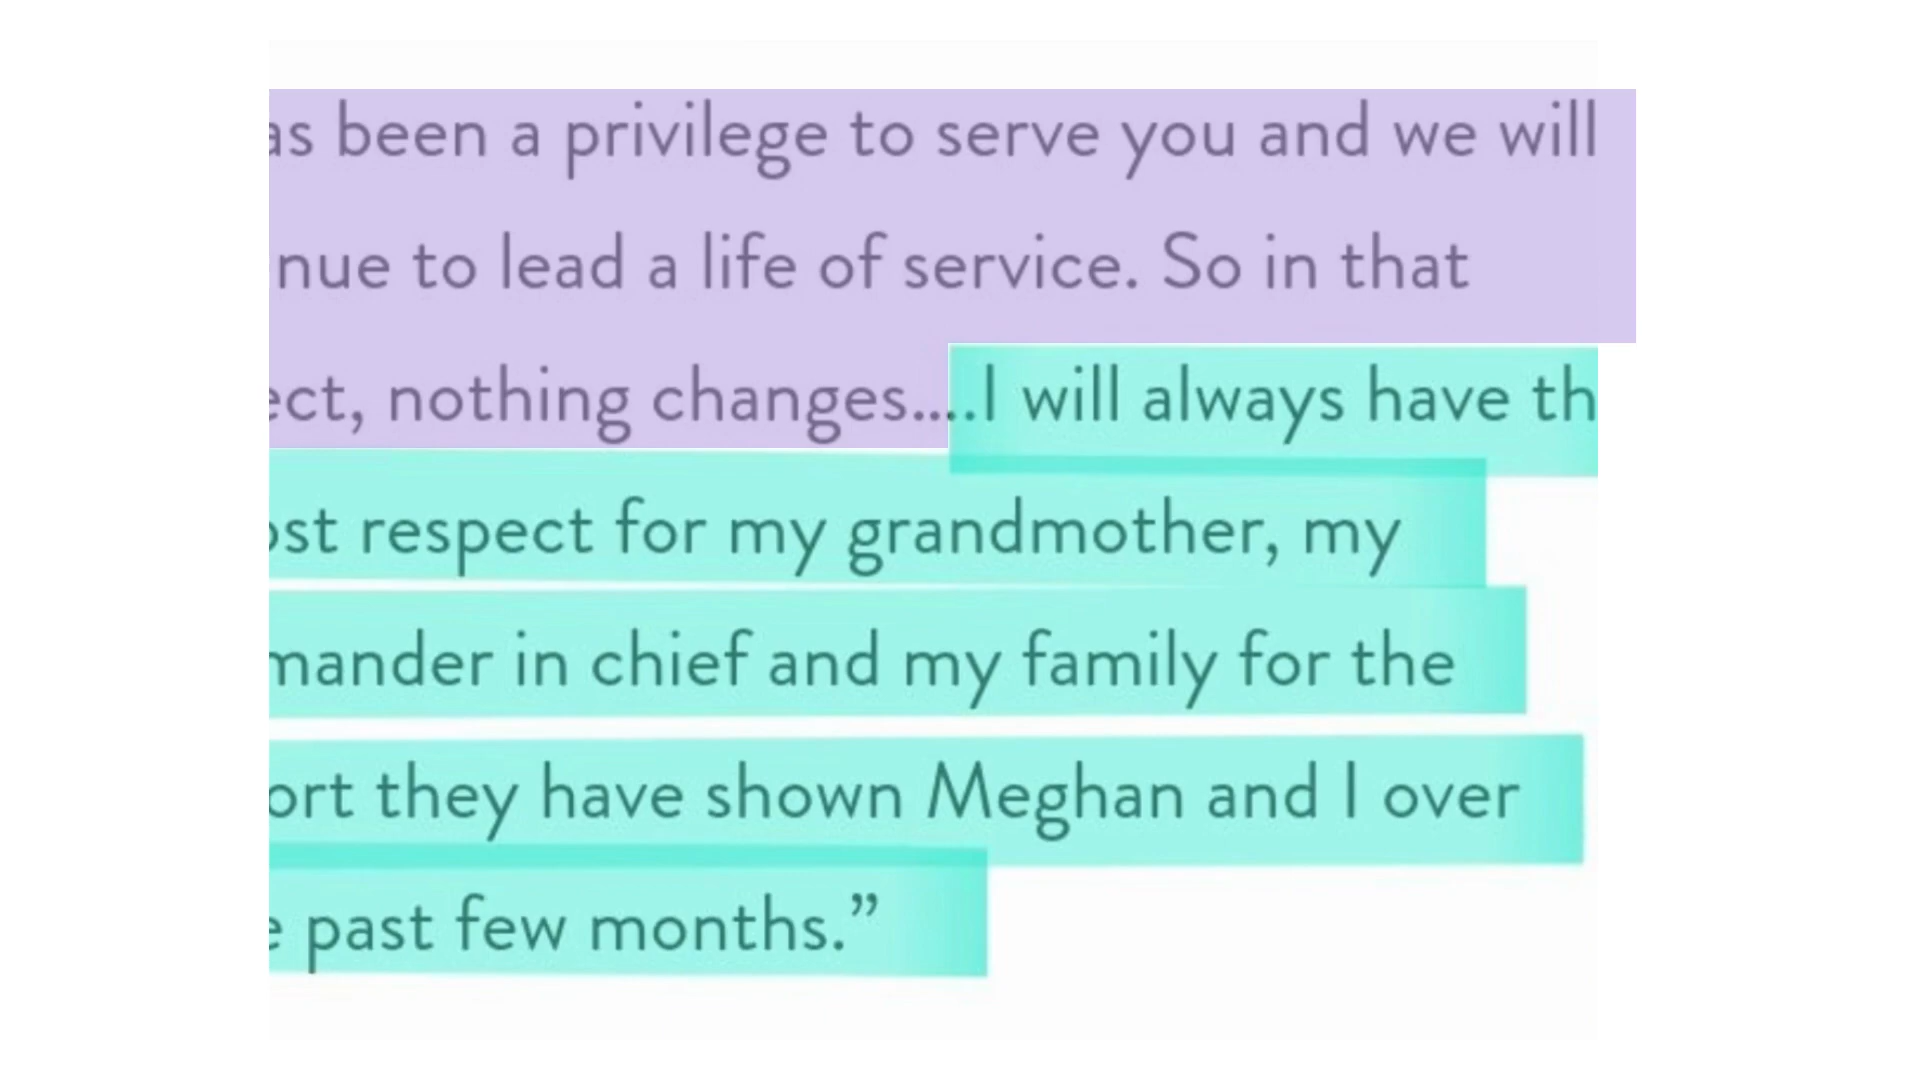 as been a privilege to serve you and we will
nue to lead a life of service. So in that
ect, nothing changes.....I will always have th
ost respect for my grandmother, my
mander in chief and my family for the
ort they have shown Meghan and I over
e past few months.”